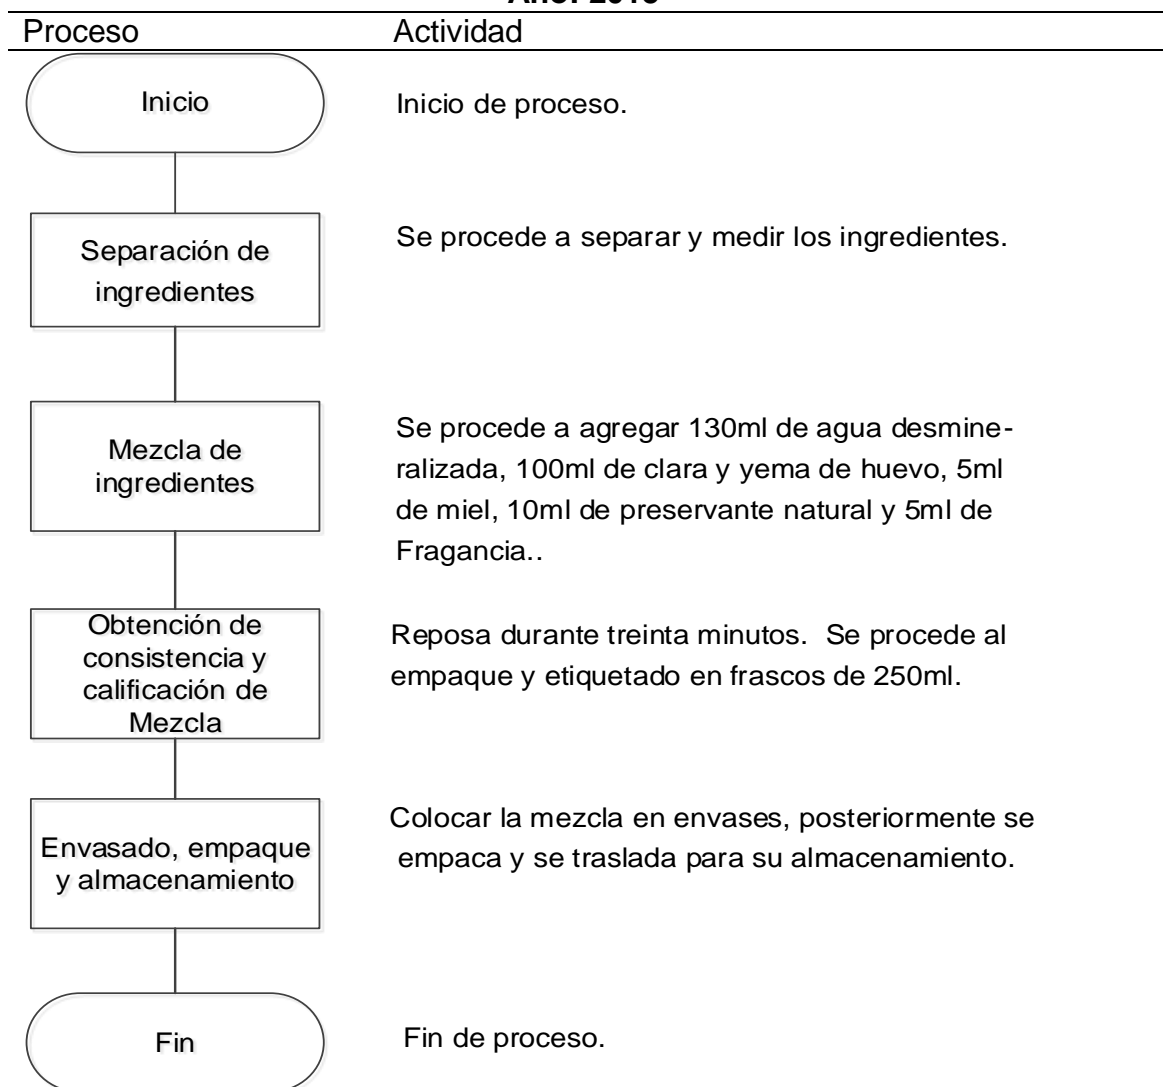 Proceso Actividad
Inicio Inicio de proceso.
Separación de
ingredientes
Se procede a separar y medir los ingredientes.
Mezcla de
ingredientes
Se procede a agregar 130ml de agua desmine-
ralizada, 100ml de clara y yema de huevo, 5ml
de miel, 10ml de preservante natural y 5ml de
Fragancia..
Obtención de
consistencia y
calificación de
Mezcla
Reposa durante treinta minutos. Se procede al
empaque y etiquetado en frascos de 250ml.
Envasado, empaque
y almacenamiento
Colocar la mezcla en envases, posteriormente se
empaca y se traslada para su almacenamiento.
Fin Fin de proceso.